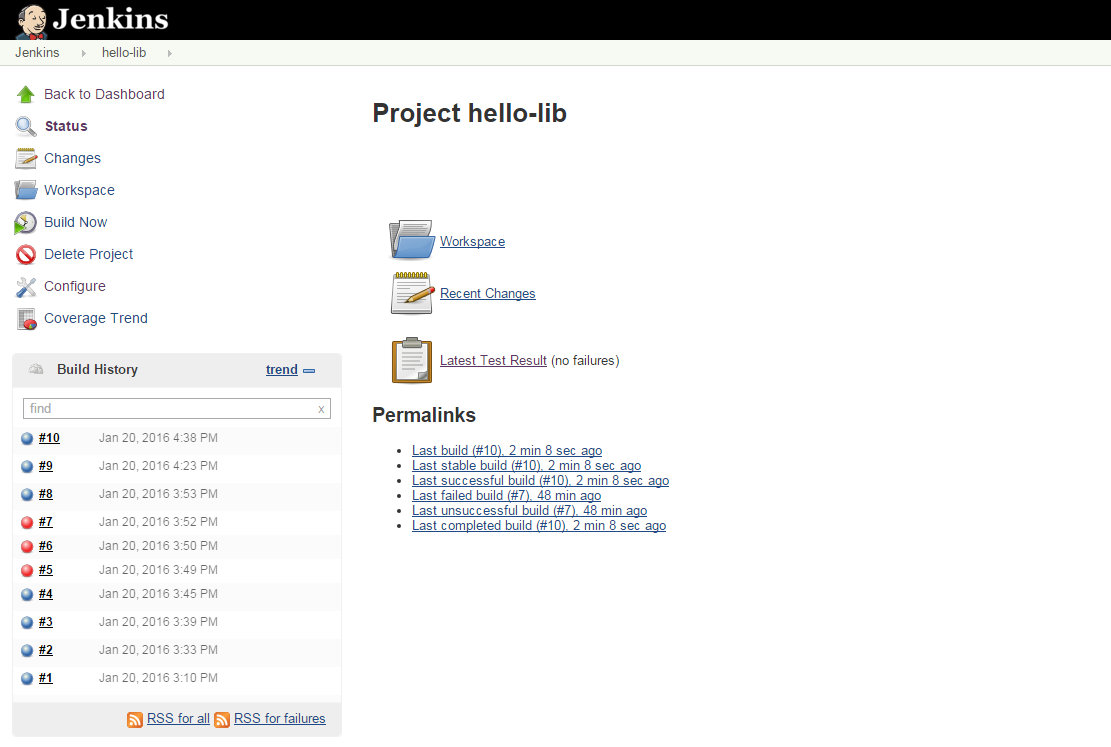 Jenkins
Jenkins hello-lib
Back to Dashboard
Status
Changes
Workspace
Build Now
Delete Project
Configure
Coverage Trend
Build History trend
find x
#10 Jan 20, 2016 4:38 PM
#9 Jan 20, 2016 4:23 PM
#8 Jan 20, 2016 3:53 PM
#7 Jan 20, 2016 3:52 PM
#6 Jan 20, 2016 3:50 PM
#5 Jan 20, 2016 3:49 PM
#4 Jan 20, 2016 3:45 PM
#3 Jan 20, 2016 3:39 PM
#2 Jan 20, 2016 3:33 PM
#1 Jan 20, 2016 3:10 PM
RSS for all RSS for failures
Project hello-lib
Workspace
Recent Changes
Latest Test Result (no failures)
Permalinks
Last build (#10), 2 min 8 sec ago
Last stable build (#10), 2 min 8 sec ago
Last successful build (#10), 2 min 8 sec ago
Last failed build (#7), 48 min ago
Last unsuccessful build (#7), 48 min ago
Last completed build (#10), 2 min 8 sec ago